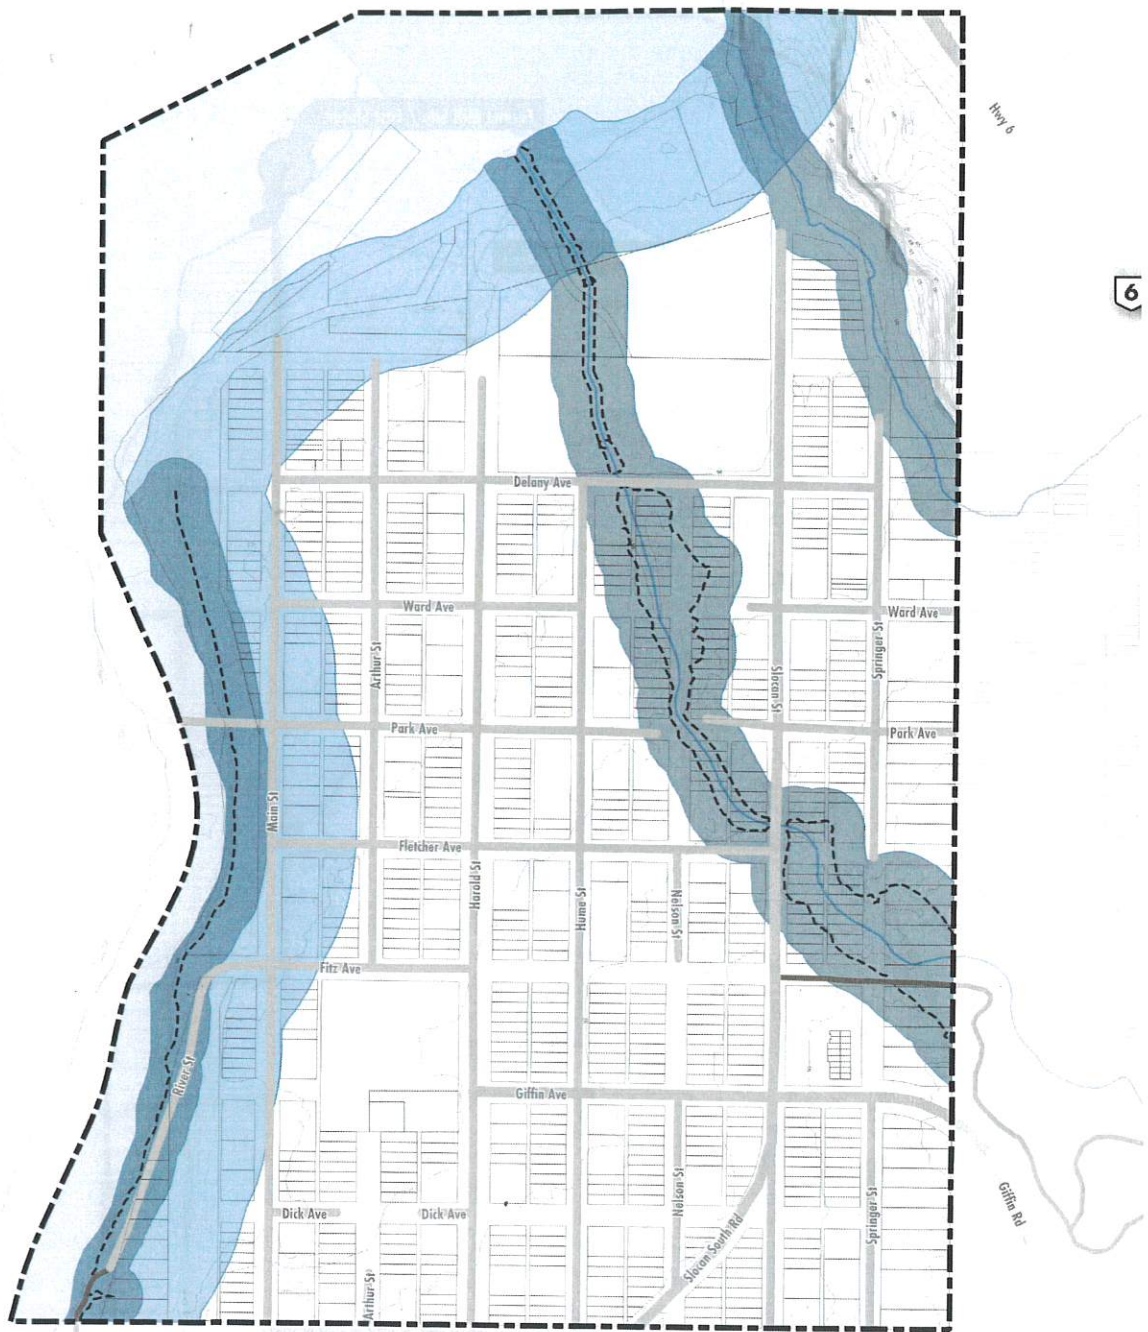 Hwy 6
6
Delany Ave
Ward Ave
Ward Ave
Arthur St
Springer St
Slocan St
Park Ave
Park Ave
Main St
Fletcher Ave
Harold St
Hume St
Nelson St
Fitz Ave
River St
Giffin Ave
Nelson St
Giffin Rd
Dick Ave
Dick Ave
Springer St
Slocan South Rd
Arthur St